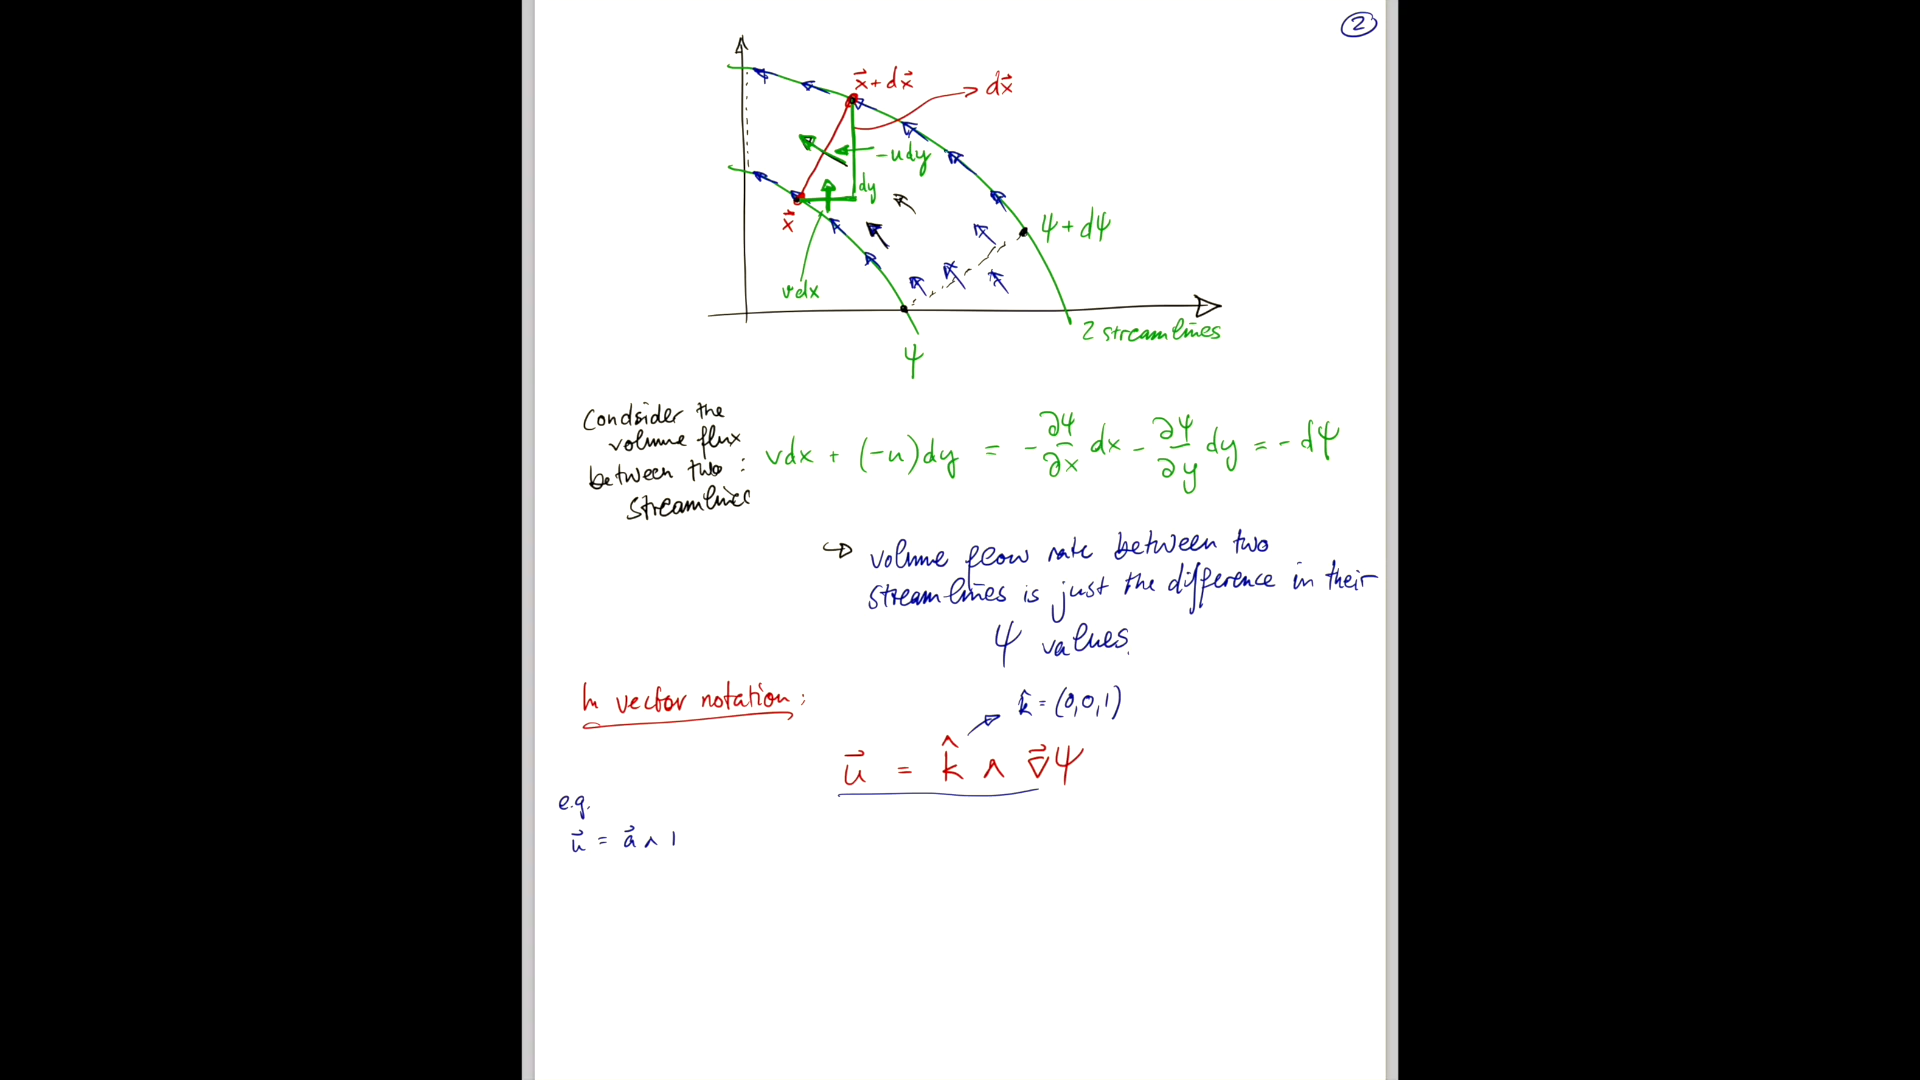 2
x⃗ + dx⃗
dx⃗
-udy
dy
x⃗
ψ + dψ
vdx
2 streamlines
ψ
Condsider the
volume flux
between two :
streamlines
vdx + (-u)dy = - ∂ψ/∂x dx - ∂ψ/∂y dy = - dψ
↪ volume flow rate between two
streamlines is just the difference in their
ψ values.
In vector notation:
k̂ = (0,0,1)
u⃗ = k̂ ∧ ∇⃗ψ
e.g.
u⃗ = a⃗ ∧ 1